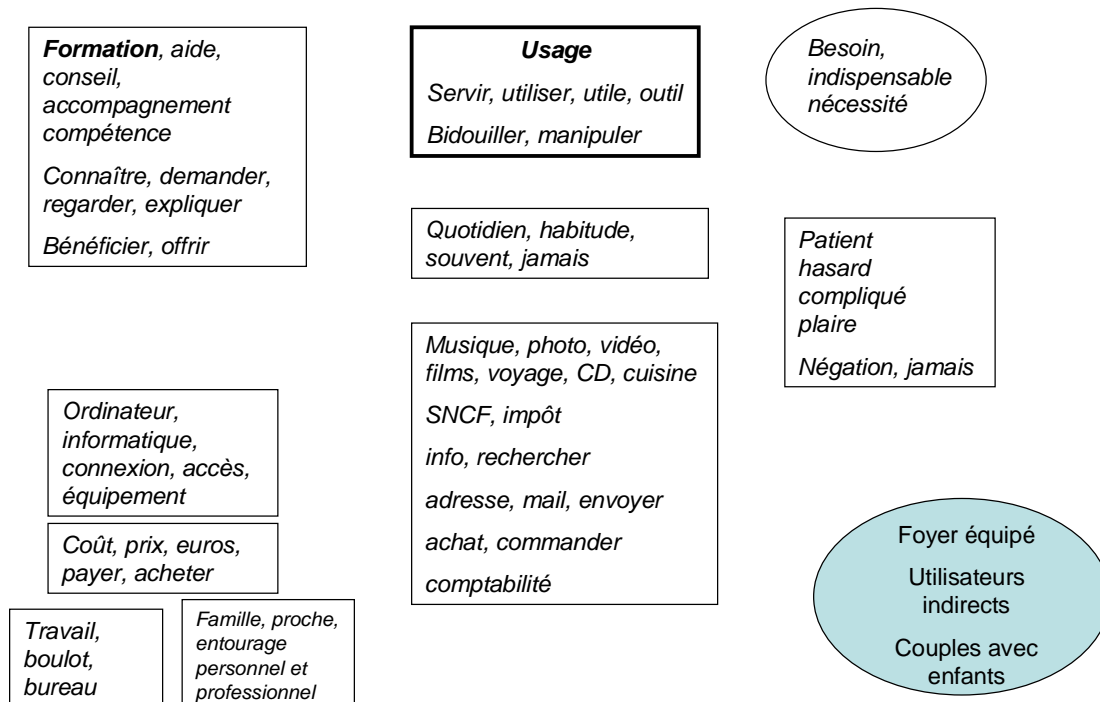 Formation, aide,
conseil,
accompagnement
compétence
Connaître, demander,
regarder, expliquer
Bénéficier, offrir
Usage
Servir, utiliser, utile, outil
Bidouiller, manipuler
Besoin,
indispensable
nécessité
Quotidien, habitude,
souvent, jamais
Patient
hasard
compliqué
plaire
Négation, jamais
Musique, photo, vidéo,
films, voyage, CD, cuisine
SNCF, impôt
info, rechercher
adresse, mail, envoyer
achat, commander
comptabilité
Ordinateur,
informatique,
connexion, accès,
équipement
Coût, prix, euros,
payer, acheter
Travail,
boulot,
bureau
Famille, proche,
entourage
personnel et
professionnel
Foyer équipé
Utilisateurs
indirects
Couples avec
enfants